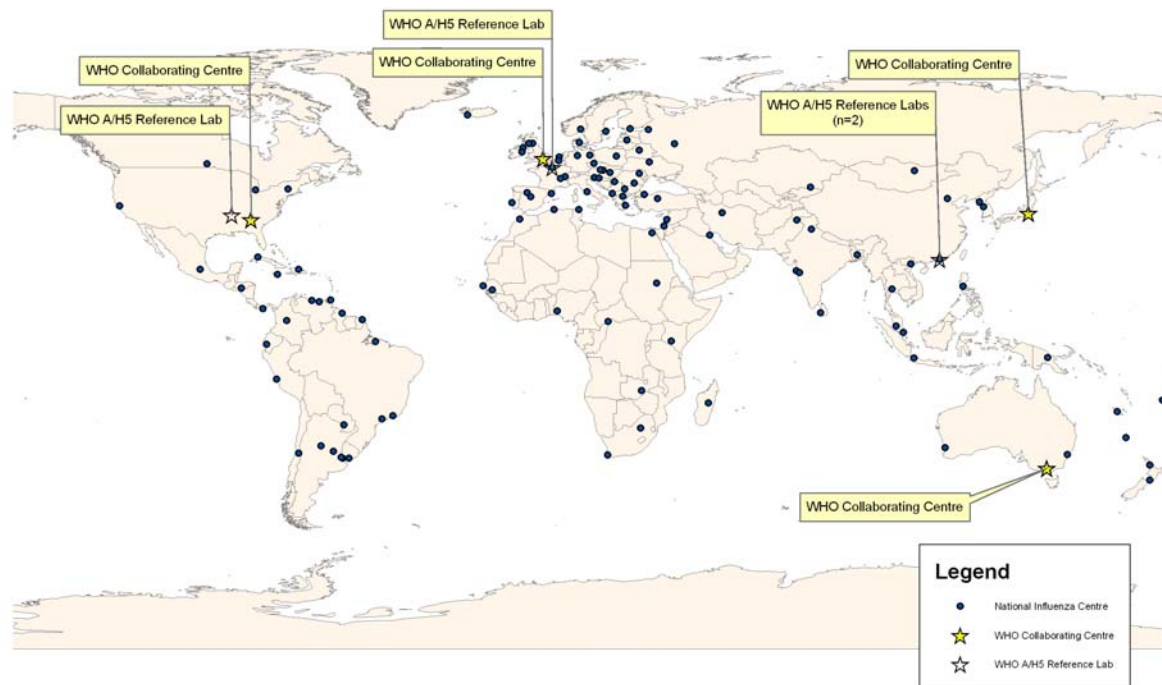 WHO A/H5 Reference Lab
WHO Collaborating Centre
WHO Collaborating Centre
WHO Collaborating Centre
WHO A/H5 Reference Lab
WHO A/H5 Reference Labs
(n=2)
WHO Collaborating Centre
Legend
National Influenza Centre
WHO Collaborating Centre
WHO A/H5 Reference Lab